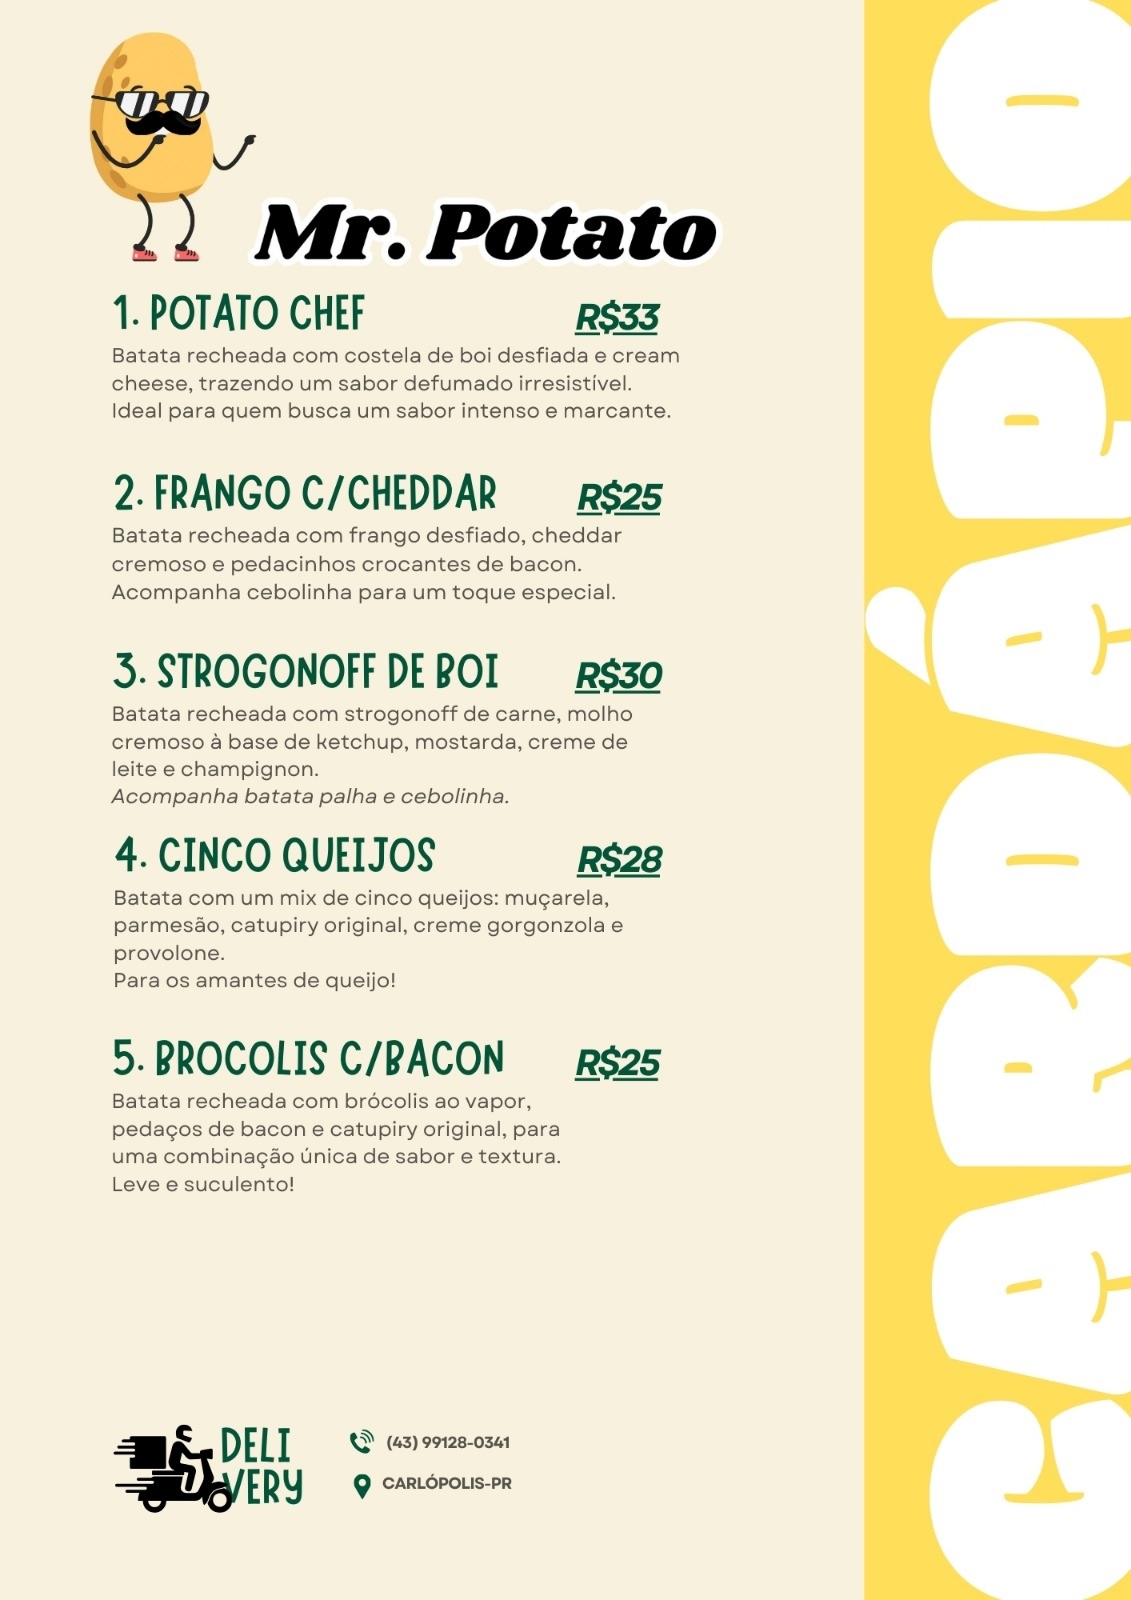 Mr. Potato
1. POTATO CHEF R$33
Batata recheada com costela de boi desfiada e cream
cheese, trazendo um sabor defumado irresistível.
Ideal para quem busca um sabor intenso e marcante.
2. FRANGO C/CHEDDAR R$25
Batata recheada com frango desfiado, cheddar
cremoso e pedacinhos crocantes de bacon.
Acompanha cebolinha para um toque especial.
3. STROGONOFF DE BOI R$30
Batata recheada com strogonoff de carne, molho
cremoso à base de ketchup, mostarda, creme de
leite e champignon.
Acompanha batata palha e cebolinha.
4. CINCO QUEIJOS R$28
Batata com um mix de cinco queijos: muçarela,
parmesão, catupiry original, creme gorgonzola e
provolone.
Para os amantes de queijo!
5. BROCOLIS C/BACON R$25
Batata recheada com brócolis ao vapor,
pedaços de bacon e catupiry original, para
uma combinação única de sabor e textura.
Leve e suculento!
DELI
VERY
(43) 99128-0341
CARLÓPOLIS-PR
CARDÁPIO